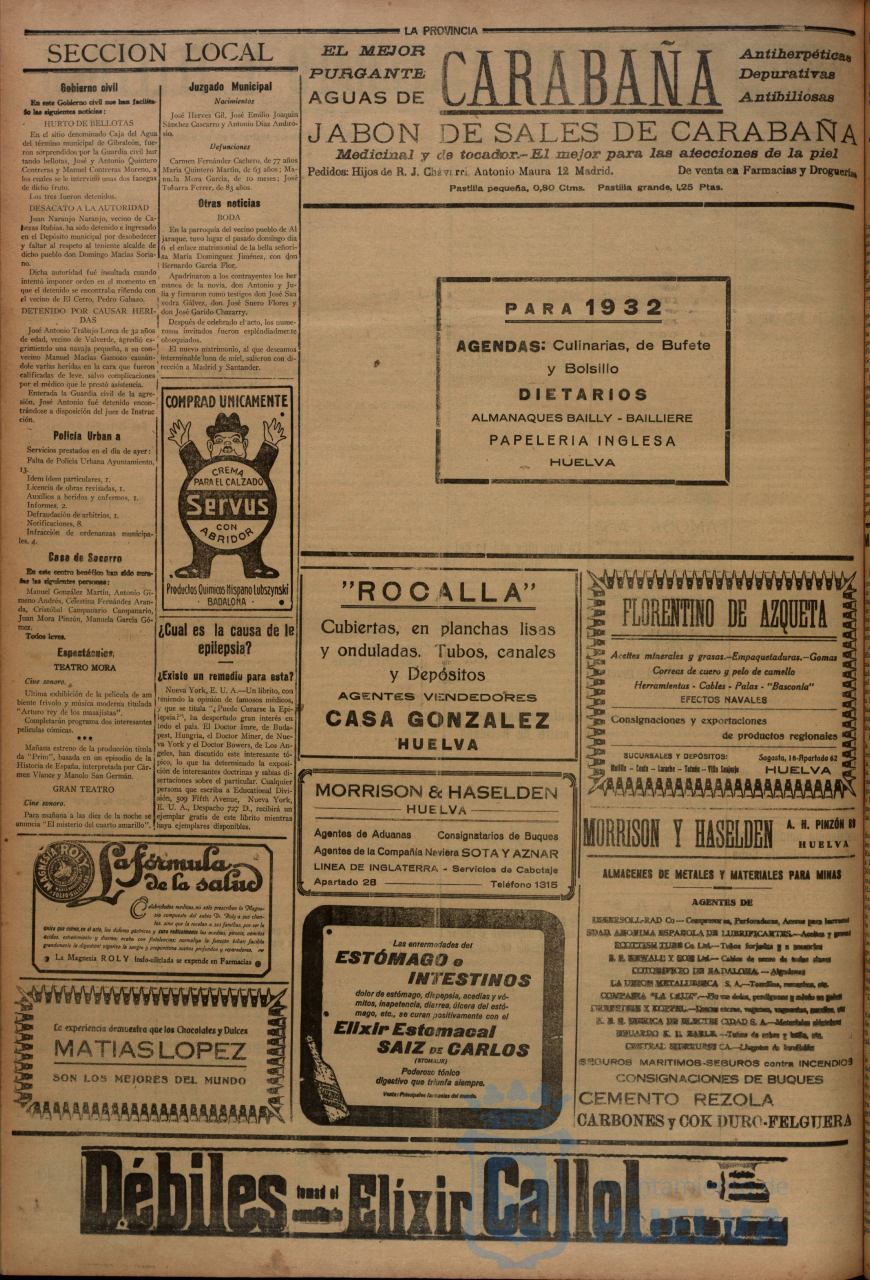 LA PROVINCIA
SECCION LOCAL
Gobierno civil
En este Gobierno civil nos han facilita-
do las siguientes noticias:
HURTO DE BELLOTAS
En el sitio denominado Caja del Agua
del término municipal de Gibraleón, fue-
ron sorprendidos por la Guardia civil hur
tando bellotas, José y Antonio Quintero
Contreras y Manuel Contreras Moreno, a
los cuales se le intervinó unas dos fanegas
de dicho fruto.
Los tres fueron detenidos.
DESACATO A LA AUTORIDAD
Juan Naranjo Naranjo, vecino de Ca-
bezas Rubias, ha sido detenido e ingresado
en el Depósito municipal por desobedecer
y faltar al respeto al teniente alcalde de
dicho pueblo don Domingo Macías Soria-
no.
Dicha autoridad fué insultada cuando
intentó imponer orden en el momento en
que el detenido se encontraba riñendo con
el vecino de El Cerro, Pedro Gabazo.
DETENIDO POR CAUSAR HERI-
DAS
José Antonio Trabajo Lorca de 32 años
de edad, vecino de Valverde, agredió es-
grimiendo una navaja pequeña, a su con-
vecino Manuel Macías Gamozo causán-
dole varias heridas en la cara que fueron
calificadas de leve, salvo complicaciones
por el médico que le prestó asistencia.
Enterada la Guardia civil de la agre-
sión, José Antonio fué detenido encon-
trándose a disposición del juez de Instruc
ción.
Policía Urban a
Servicios prestados en el día de ayer:
Falta de Policía Urbana Ayuntamiento,
13.
Idem idem particulares, 1.
Licencia de obras revisadas, 1.
Auxilios a heridos y enfermos, 1.
Informes, 2.
Defraudación de arbitrios, 1.
Notificaciones, 8.
Infracción de ordenanzas municipa-
les, 4.
Casa de Socorro
En este centro benéfico han sido cura-
das las siguientes personas:
Manuel González Martín, Antonio Gi-
meno Andrés, Celestina Fernández Aran-
da, Cristóbal Campanario Campanario,
Juan Mora Pinzón, Manuela García Gó-
mez.
Todos leves.
Espectáculos
TEATRO MORA
Cine sonoro.
Ultima exhibición de la película de am
biente frívolo y música moderna titulada
"Arturo rey de los masajistas".
Completarán programa dos interesantes
películas cómicas.
***
Mañana estreno de la producción titula
da "Prim", basada en un episodio de la
Historia de España, interpretada por Cár-
men Viance y Manolo San Germán.
GRAN TEATRO
Cine sonoro.
Para mañana a las diez de la noche se
anuncia "El misterio del cuarto amarillo".
Juzgado Municipal
Nacimientos
José Herves Gil, José Emilio Joaquín
Sánchez Cascarro y Antonio Díaz Ambro-
sio.
Defunciones
Carmen Fernández Cachero, de 77 años
María Quintero Martín, de 63 años; Ma-
nuela Mora García, de 10 meses; José
Tobarra Ferrer, de 83 años.
Otras noticias
BODA
En la parroquia del vecino pueblo de Al
jaraque, tuvo lugar el pasado domingo día
6 el enlace matrimonial de la bella señori-
ta María Domínguez Jiménez, con don
Bernardo García Flor.
Apadrinaron a los contrayentes los her
manos de la novia, don Antonio y Ju-
lia y firmaron como testigos don José Saa
vedra Gálvez, don José Suero Flores y
don José Garido Chazarry.
Después de celebrado el acto, los nume-
rosos invitados fueron espléndidamente
obsequiados.
El nuevo matrimonio, al que deseamos
interminable luna de miel, salieron con di-
rección a Madrid y Santander.
COMPRAD UNICAMENTE
CREMA
PARA EL CALZADO
Servus
CON
ABRIDOR
Productos Químicos Hispano Lubszynski
BADALONA
¿Cual es la causa de le
epilepsia?
¿Existe un remediu para esta?
Nueva York, E. U. A.—Un librito, con
teniendo la opinión de famosos médicos,
y que se titula "¿Puede Curarse la Epi-
lepsia?", ha despertado gran interés en
todo el país. El Doctor Imre, de Buda-
pest, Hungria, el Doctor Miner, de Nue-
va York y el Doctor Bowers, de Los An-
geles, han discutido este interesante tó-
pico, lo que ha determinado la exposi-
ción de interesantes doctrinas y sabias di-
sertaciones sobre el particular. Cualquier
persona que escriba a Educational Divi-
sión, 509 Fifth Avenue, Nueva York,
E. U. A., Despacho 727 D., recibirá un
ejemplar gratis de este librito mientras
haya ejemplares disponibles.
EL MEJOR
PURGANTE
AGUAS DE
CARABAÑA
Antiherpéticas
Depurativas
Antibiliosas
JABON DE SALES DE CARABAÑA
Medicinal y de tocador.-El mejor para las afecciones de la piel
Pedidos: Hijos de R. J. Chávarri. Antonio Maura 12 Madrid. De venta en Farmacias y Droguerías
Pastilla pequeña, 0,80 Ctms. Pastilla grande, 1,25 Ptas.
PARA 1932
AGENDAS: Culinarias, de Bufete
y Bolsillo
DIETARIOS
ALMANAQUES BAILLY - BAILLIERE
PAPELERIA INGLESA
HUELVA
"ROCALLA"
Cubiertas, en planchas lisas
y onduladas. Tubos, canales
y Depósitos
AGENTES VENDEDORES
CASA GONZALEZ
HUELVA
FLORENTINO DE AZQUETA
Aceites minerales y grasas.-Empaquetaduras.-Gomas
Correas de cuero y pelo de camello
Herramientas - Cables - Palas - "Basconia"
EFECTOS NAVALES
Consignaciones y exportaciones
de productos regionales
SUCURSALES Y DEPÓSITOS:
Melilla - Ceuta - Larache - Tetuán - Villa Sanjurjo
Sagasta, 16-Apartado 62
HUELVA
MORRISON & HASELDEN
HUELVA
Agentes de Aduanas Consignatarios de Buques
Agentes de la Compañía Naviera SOTA Y AZNAR
LINEA DE INGLATERRA - Servicios de Cabotaje
Apartado 28 Teléfono 1315
MORRISON Y HASELDEN
A. H. PINZÓN
HUELVA
ALMACENES DE METALES Y MATERIALES PARA MINAS
AGENTES DE
SDAD ANONIMA ESPAÑOLA DE LUBRIFICANTES.—Aceites y grasas
SEGUROS MARITIMOS-SEGUROS contra INCENDIOS
CONSIGNACIONES DE BUQUES
CEMENTO REZOLA
CARBONES y COK DURO-FELGUERA
La fórmula
de la salud
MAGNESIA ROLY
La Magnesia ROLY fosfo-silicitada se expende en Farmacias
La experiencia demuestra que los Chocolates y Dulces
MATIAS LOPEZ
SON LOS MEJORES DEL MUNDO
Las enfermedades del
ESTÓMAGO e
INTESTINOS
dolor de estómago, dispepsia, acedías y vó-
mitos, inapetencia, diarrea, úlcera del estó-
mago, etc., se curan positivamente con el
Elixir Estomacal
SAIZ DE CARLOS
(STOMALIX)
Poderoso tónico
digestivo que triunfa siempre.
Venta: Principales farmacias del mundo.
Débiles tomad el Elíxir Callol
Ayuntamiento de
HUELVA